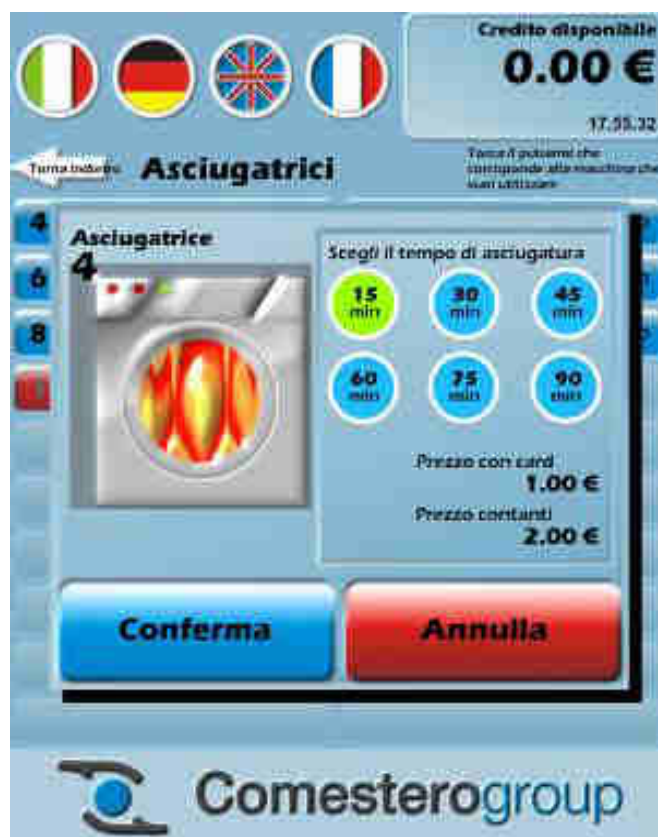 Credito disponibile
0.00 €
17.55.32
Torna indietro
Asciugatrici
Tocca il pulsante che
corrisponde alla macchina che
vuoi utilizzare
4
6
8
Asciugatrice
4
Scegli il tempo di asciugatura
15
min
30
min
45
min
60
min
75
min
90
min
Prezzo con card
1.00 €
Prezzo contanti
2.00 €
Conferma
Annulla
Comesterogroup